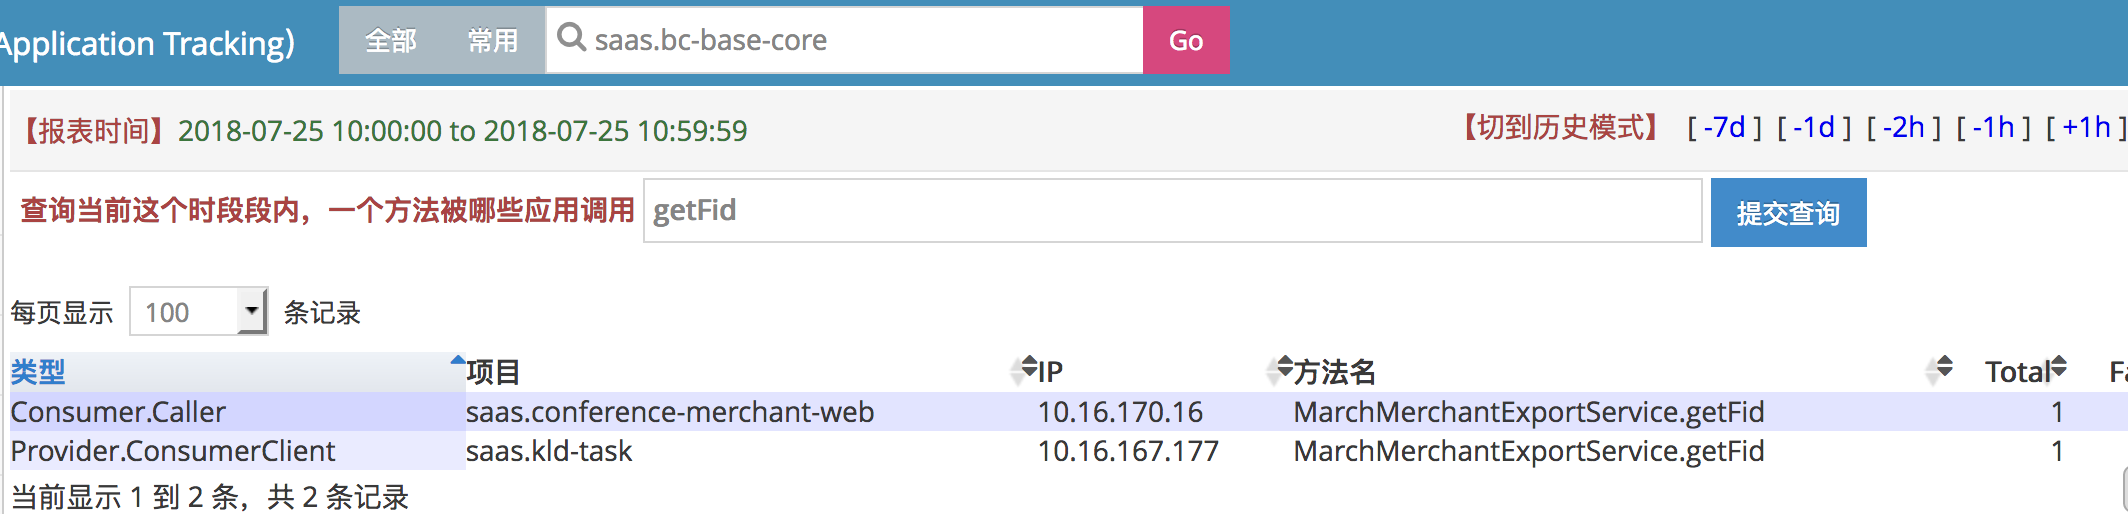 Application Tracking)
全部
常用
saas.bc-base-core
Go
【报表时间】2018-07-25 10:00:00 to 2018-07-25 10:59:59
【切到历史模式】 [ -7d ] [ -1d ] [ -2h ] [ -1h ] [ +1h ]
查询当前这个时段段内，一个方法被哪些应用调用
getFid
提交查询
每页显示 100 条记录
类型 项目 IP 方法名 Total
Consumer.Caller saas.conference-merchant-web 10.16.170.16 MarchMerchantExportService.getFid 1
Provider.ConsumerClient saas.kld-task 10.16.167.177 MarchMerchantExportService.getFid 1
当前显示 1 到 2 条，共 2 条记录